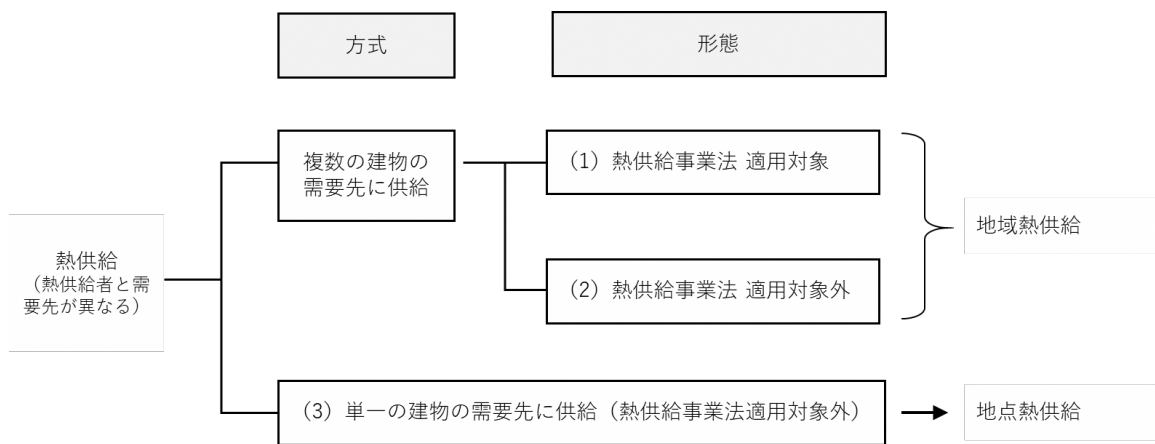 方式
形態
複数の建物の
需要先に供給
（1）熱供給事業法 適用対象
（2）熱供給事業法 適用対象外
地域熱供給
熱供給
（熱供給者と需
要先が異なる）
（3）単一の建物の需要先に供給（熱供給事業法適用対象外）
地点熱供給